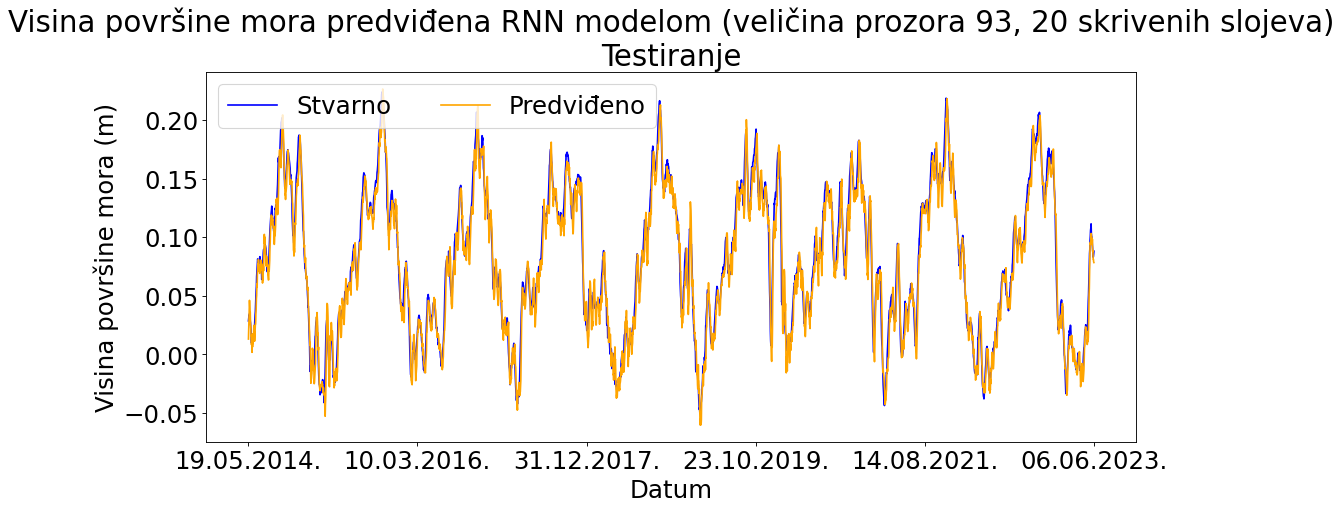 Visina površine mora predviđena RNN modelom (veličina prozora 93, 20 skrivenih slojeva)
Testiranje
Stvarno Predviđeno
Visina površine mora (m)
0.20
0.15
0.10
0.05
0.00
−0.05
19.05.2014. 10.03.2016. 31.12.2017. 23.10.2019. 14.08.2021. 06.06.2023.
Datum